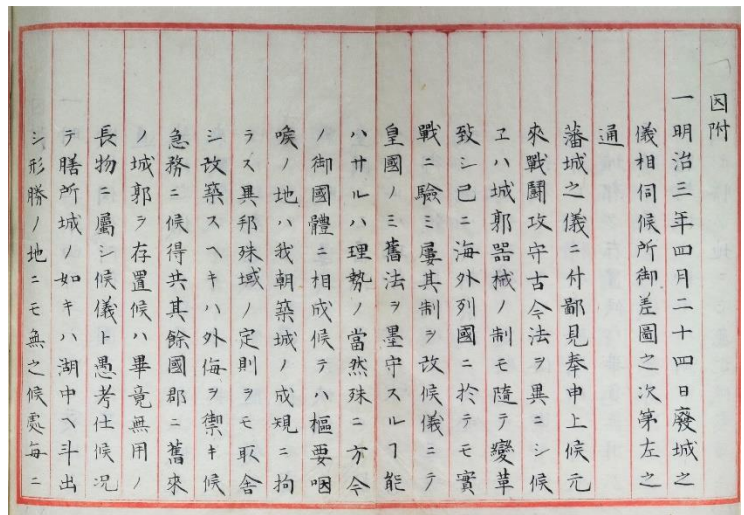 因附
一明治三年四月二十四日廢城之
儀相伺候所御差圖之次第左之
通
藩城之儀ニ付鄙見奉申上候元
來戰鬪攻守古今法ヲ異ニシ候
ヱハ城郭器械ノ制モ隨テ變革
致シ已ニ海外列國ニ於テモ實
戰ニ驗ミ屢其制ヲ改候儀ニテ
皇國ノミ舊法ヲ墨守スルヿ能
ハサルハ理勢ノ當然殊ニ方今
ノ御國體ニ相成候テハ樞要咽
喉ノ地ハ我朝築城ノ成規ニ拘
ラス異邦殊域ノ定則ヲモ取舍
シ改築スヘキハ外侮ヲ禦キ候
急務ニ候得共其餘國郡ニ舊來
ノ城郭ヲ存置候ハ畢竟無用ノ
長物ニ屬シ候儀ト愚考仕候况
テ膳所城ノ如キハ湖中ヘ斗出
シ形勝ノ地ニモ無之候處每ニ